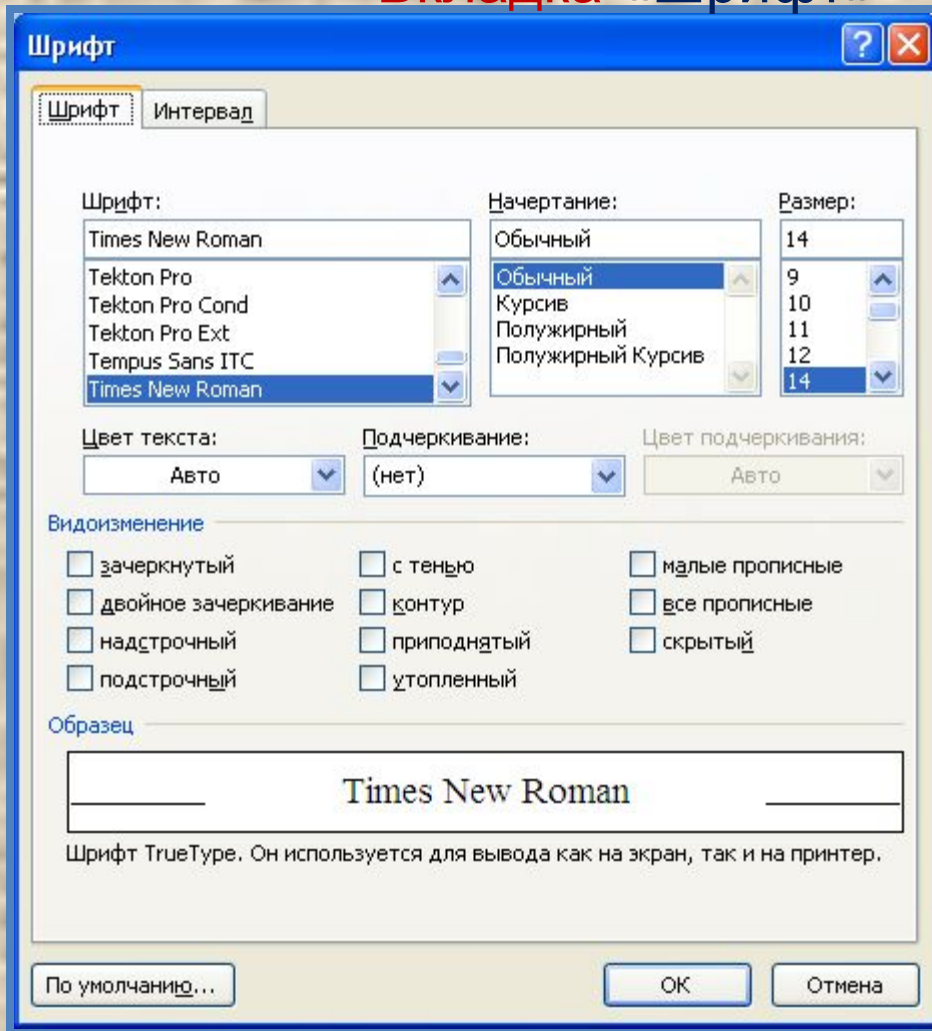 Вкладка «Шрифт»
Шрифт
Шрифт Интервал
Шрифт: Начертание: Размер:
Times New Roman Обычный 14
Tekton Pro Обычный 9
Tekton Pro Cond Курсив 10
Tekton Pro Ext Полужирный 11
Tempus Sans ITC Полужирный Курсив 12
Times New Roman 14
Цвет текста: Подчеркивание: Цвет подчеркивания:
Авто (нет) Авто
Видоизменение
зачеркнутый с тенью малые прописные
двойное зачеркивание контур все прописные
надстрочный приподнятый скрытый
подстрочный утопленный
Образец
Times New Roman
Шрифт TrueType. Он используется для вывода как на экран, так и на принтер.
По умолчанию... ОК Отмена